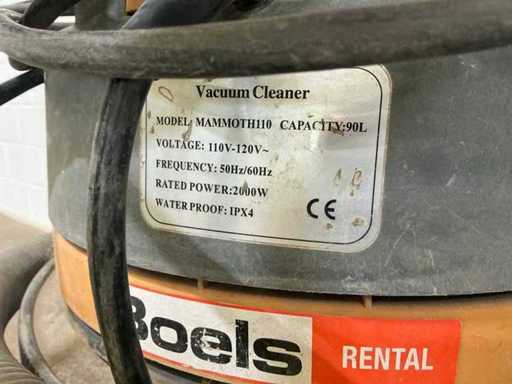 Vacuum Cleaner
MODEL: MAMMOTH110 CAPACITY:90L
VOLTAGE: 110V-120V~
FREQUENCY: 50Hz/60Hz
RATED POWER:2000W
WATER PROOF: IPX4
CE
Boels
RENTAL